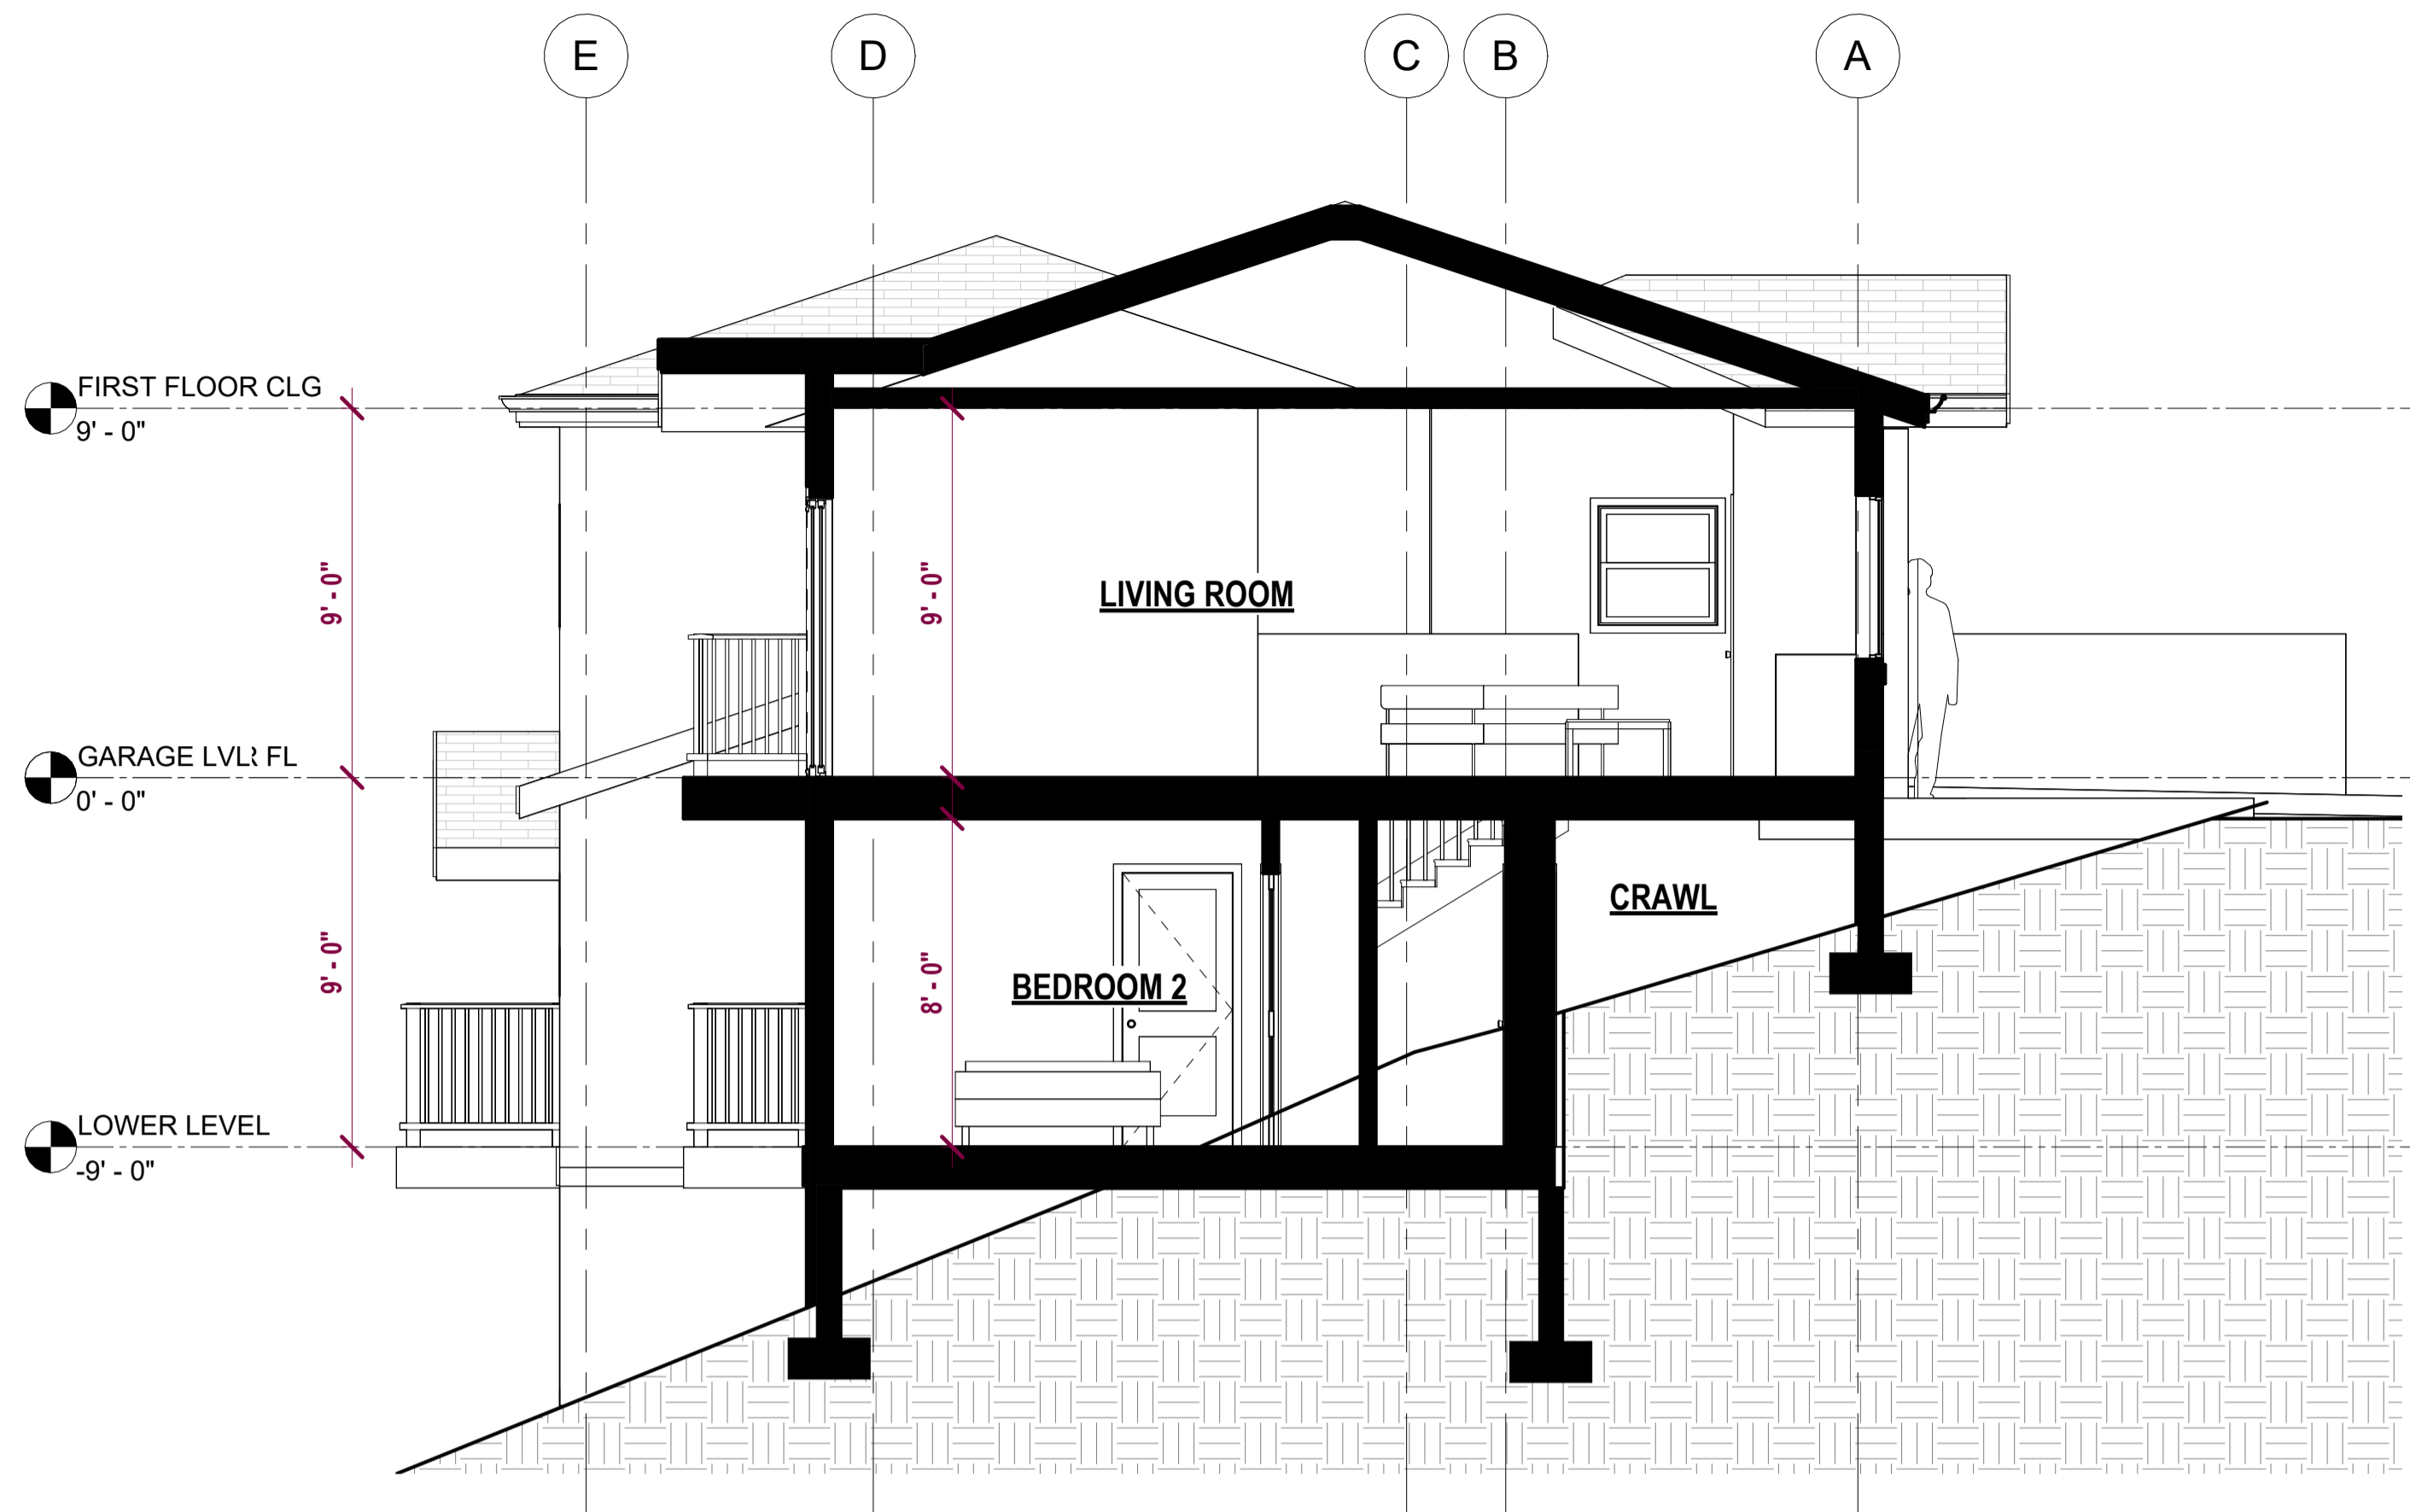 E D C B A
FIRST FLOOR CLG
9' - 0"
9' - 0"
9' - 0"
LIVING ROOM
GARAGE LVL FL
0' - 0"
CRAWL
9' - 0"
8' - 0"
BEDROOM 2
LOWER LEVEL
-9' - 0"